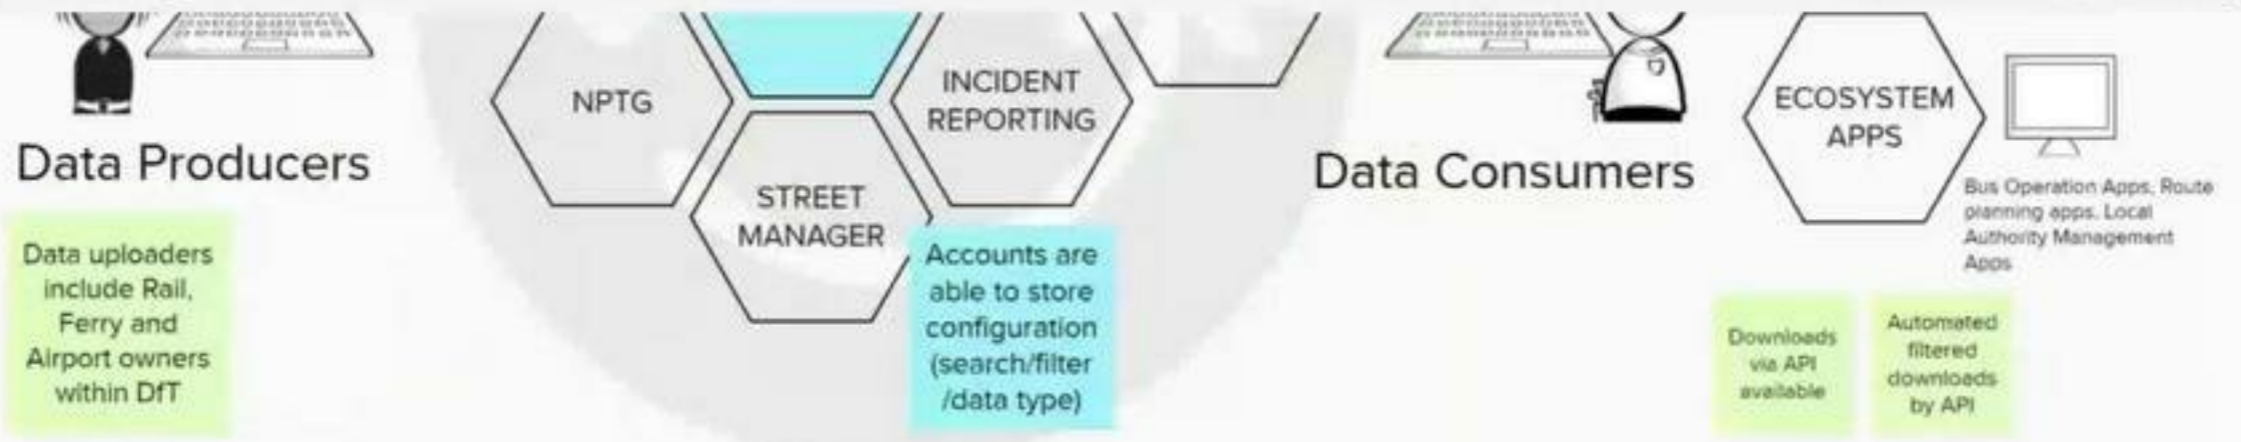 NPTG
INCIDENT
REPORTING
STREET
MANAGER
Data Producers
Data uploaders
include Rail,
Ferry and
Airport owners
within DfT
Accounts are
able to store
configuration
(search/filter
/data type)
Data Consumers
ECOSYSTEM
APPS
Bus Operation Apps, Route
planning apps, Local
Authority Management
Apps
Downloads
via API
available
Automated
filtered
downloads
by API